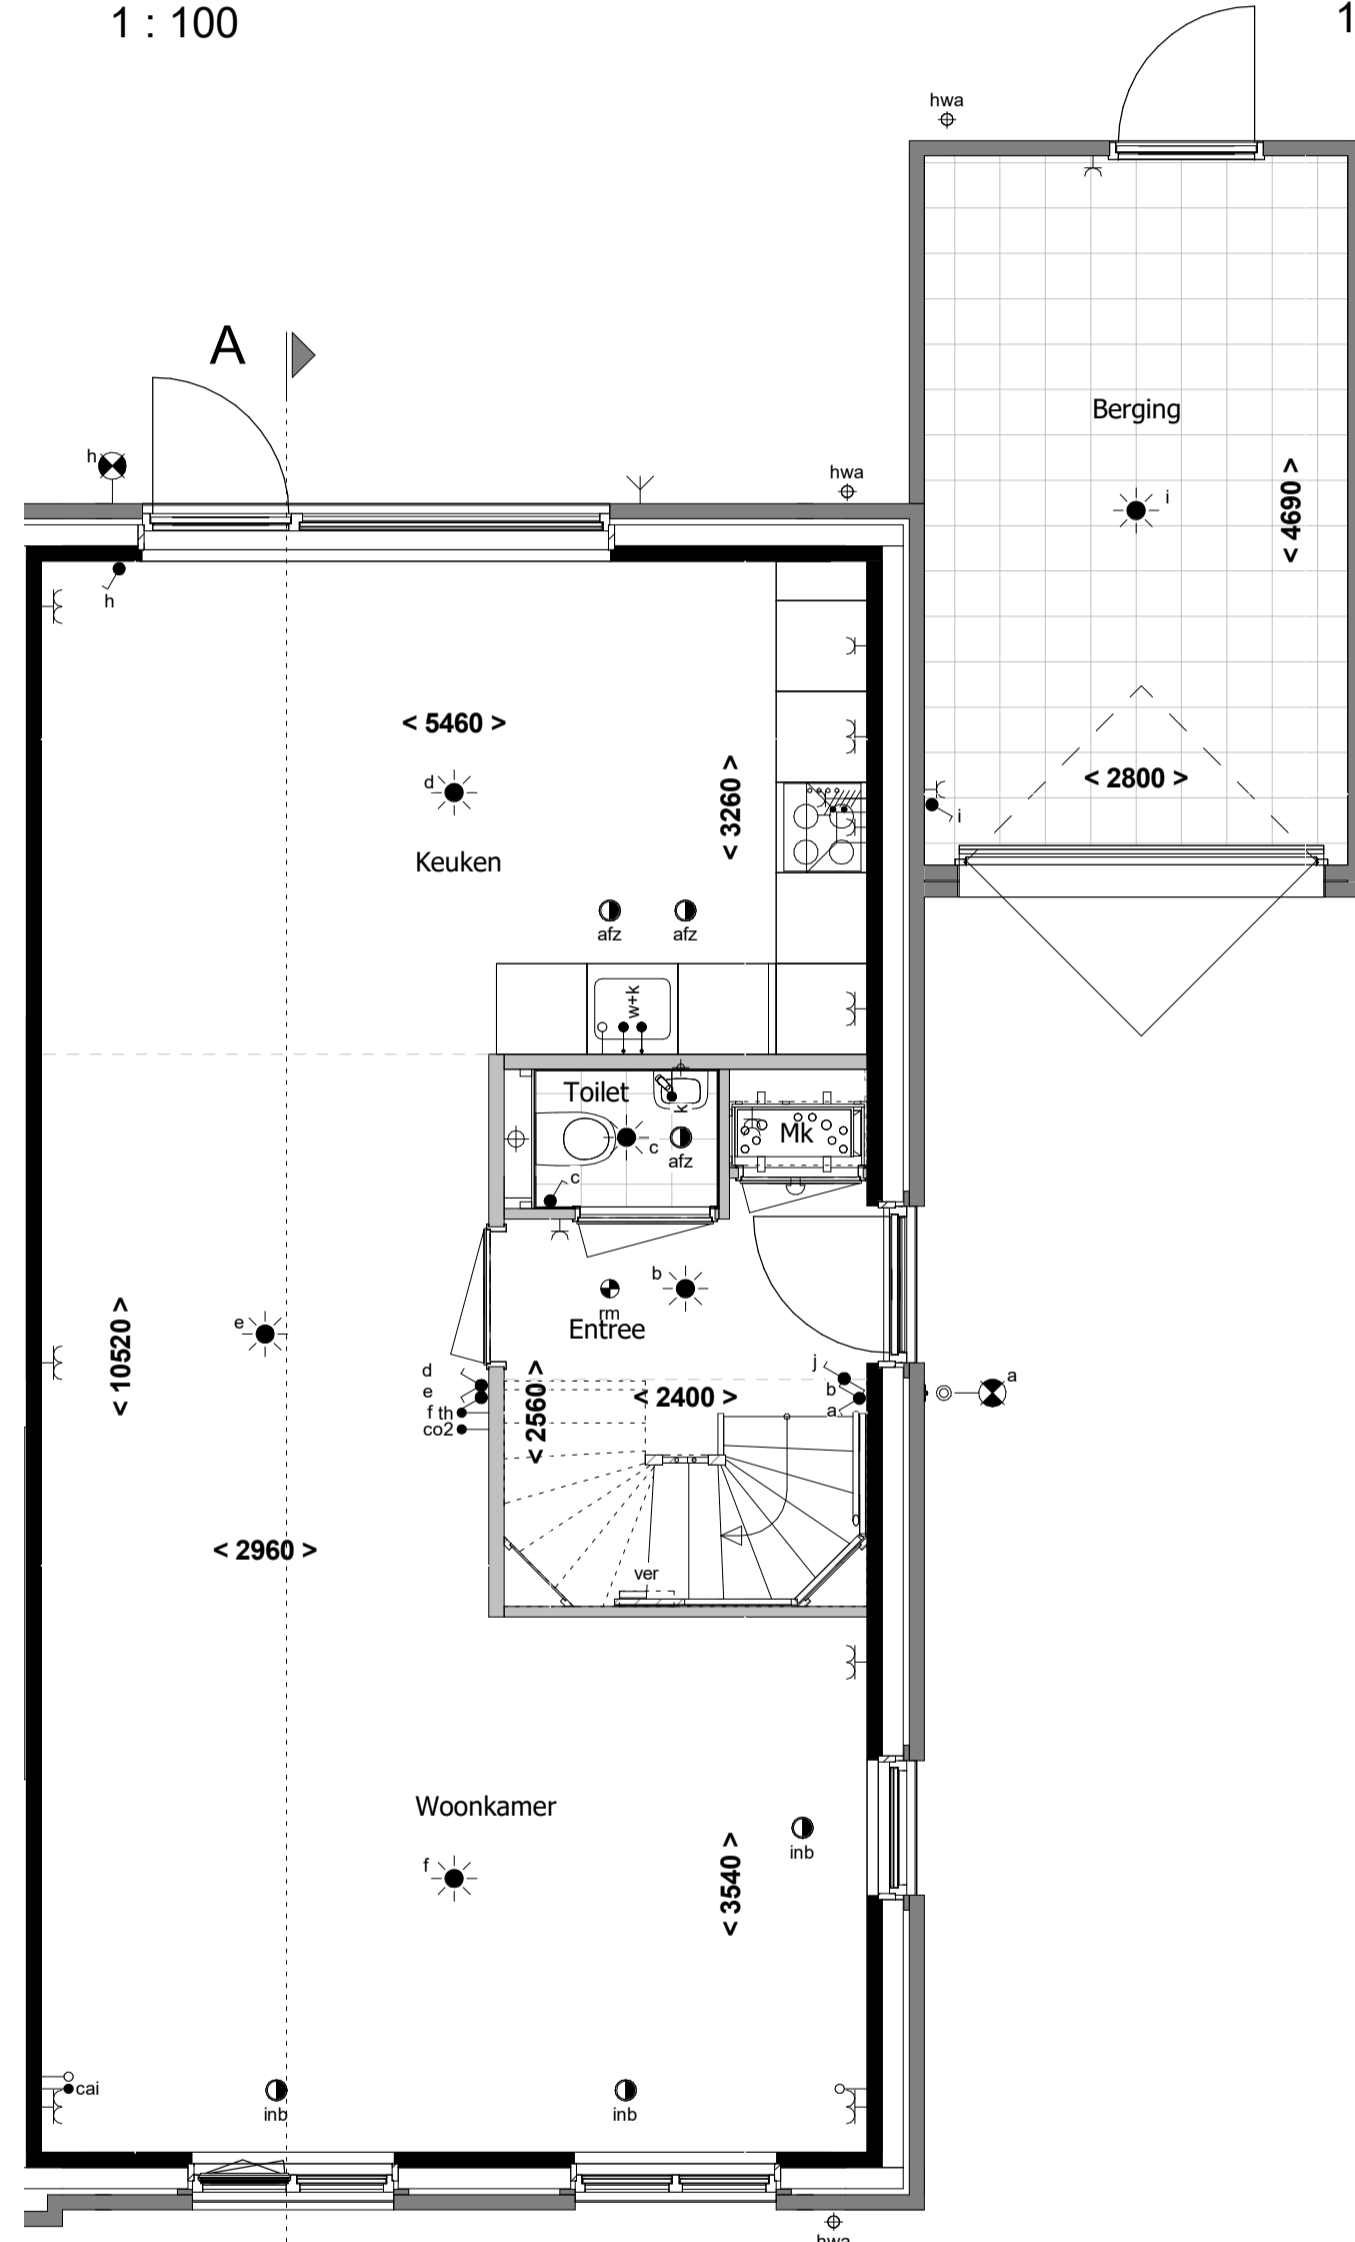 1 : 100
1
hwa
A
Berging
h
hwa
i
< 4690 >
h
< 5460 >
d
< 3260 >
< 2800 >
i
Keuken
afz
afz
w+k
Toilet
k
Mk
c
afz
c
b
rm
Entree
e
< 10520 >
d
e
f th
co2
< 2560 >
< 2400 >
j
b
a
a
< 2960 >
ver
Woonkamer
f
inb
< 3540 >
cai
inb
inb
hwa